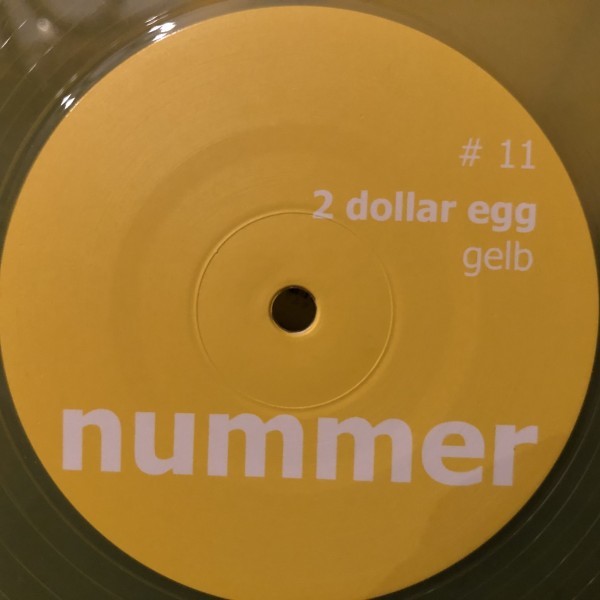 # 11
2 dollar egg
gelb
nummer